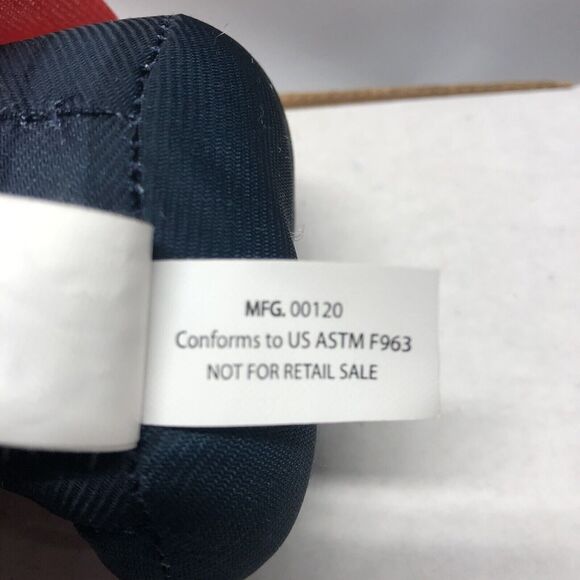 MFG. 00120
Conforms to US ASTM F963
NOT FOR RETAIL SALE